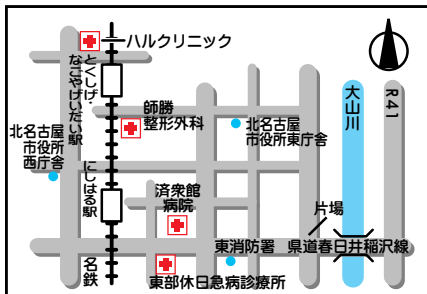 ハルクリニック
とくしげ・
なごやげいだい駅
師勝
整形外科
北名古屋
市役所東庁舎
大山川
R41
北名古屋
市役所
西庁舎
にしはる駅
済衆館
病院
片場
東消防署
県道春日井稲沢線
名鉄
東部休日急病診療所